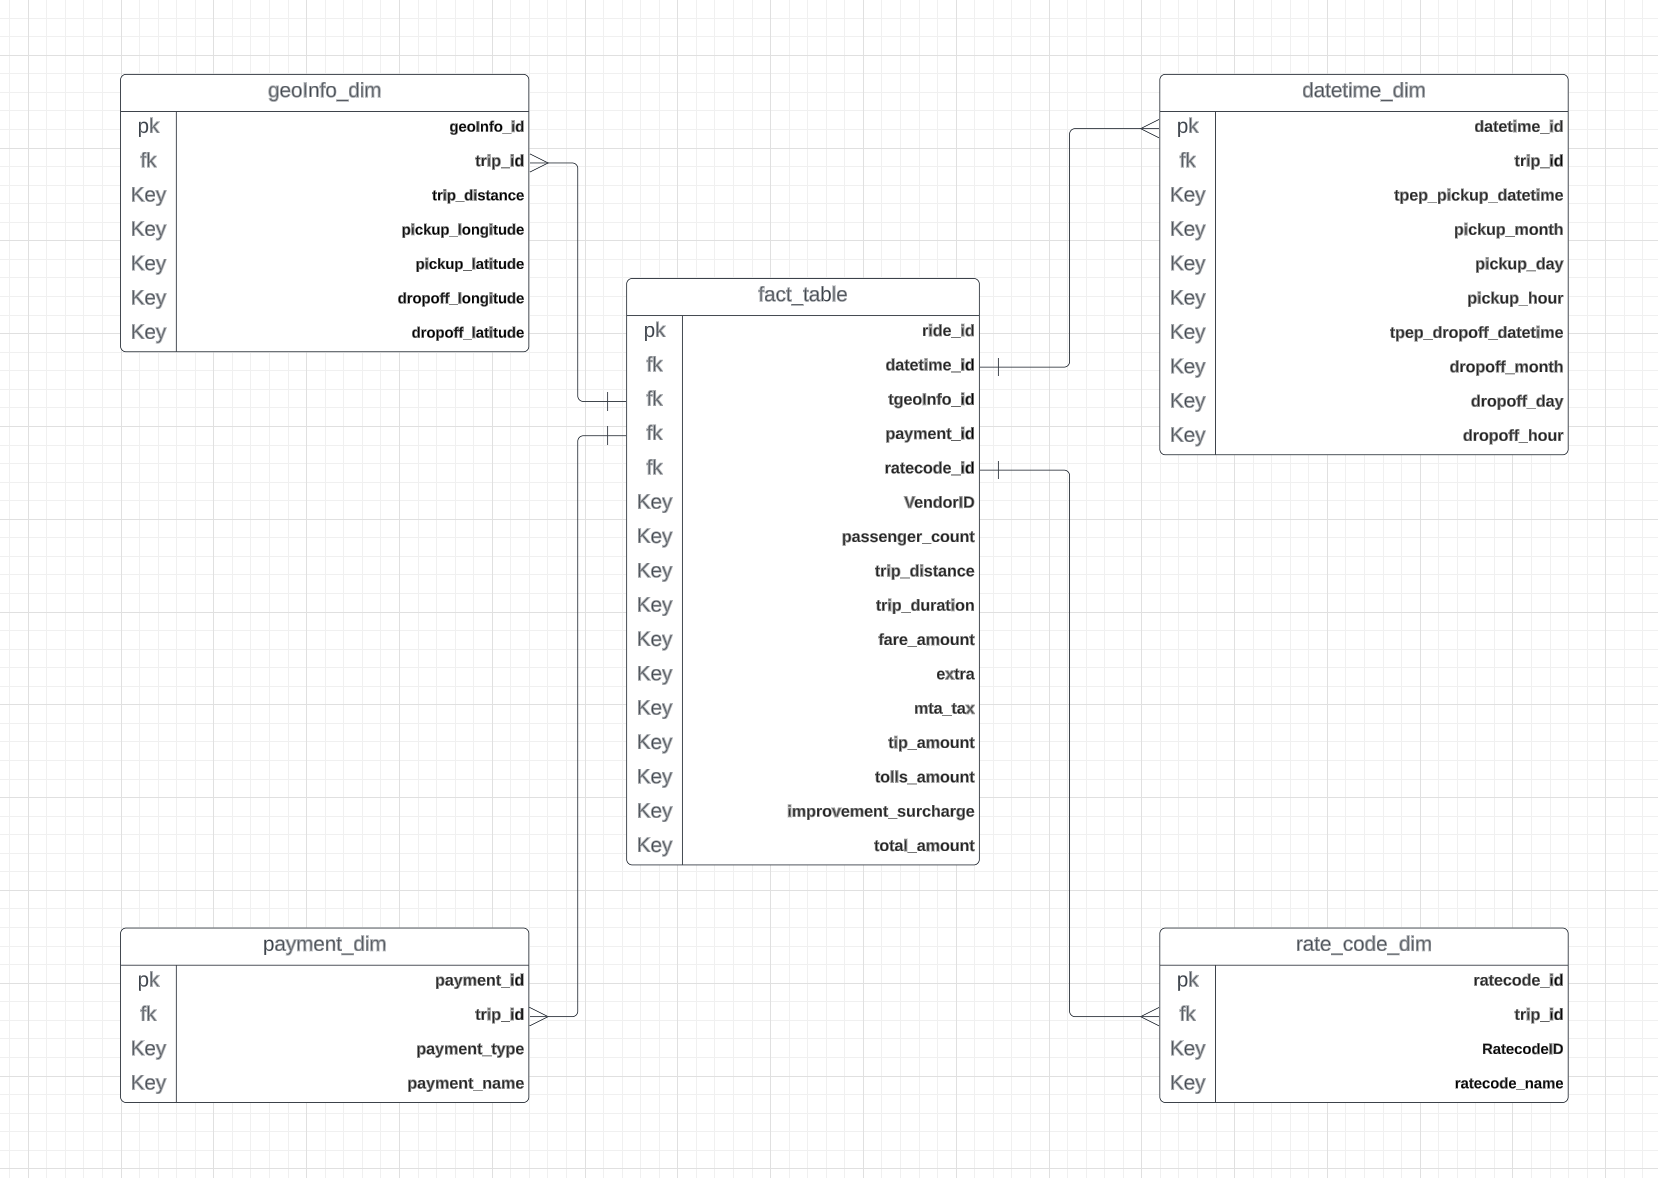 geoInfo_dim
pk geoInfo_id
fk trip_id
Key trip_distance
Key pickup_longitude
Key pickup_latitude
Key dropoff_longitude
Key dropoff_latitude
datetime_dim
pk datetime_id
fk trip_id
Key tpep_pickup_datetime
Key pickup_month
Key pickup_day
Key pickup_hour
Key tpep_dropoff_datetime
Key dropoff_month
Key dropoff_day
Key dropoff_hour
fact_table
pk ride_id
fk datetime_id
fk tgeoInfo_id
fk payment_id
fk ratecode_id
Key VendorID
Key passenger_count
Key trip_distance
Key trip_duration
Key fare_amount
Key extra
Key mta_tax
Key tip_amount
Key tolls_amount
Key improvement_surcharge
Key total_amount
payment_dim
pk payment_id
fk trip_id
Key payment_type
Key payment_name
rate_code_dim
pk ratecode_id
fk trip_id
Key RatecodeID
Key ratecode_name